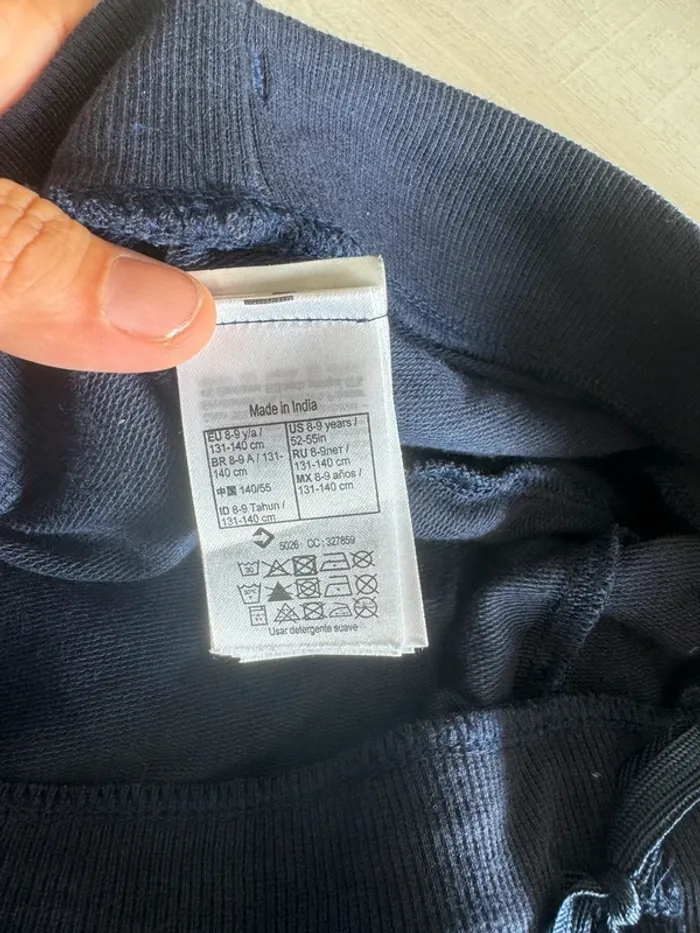 Made in India
EU 8-9 y/a /
131-140 cm
BR 8-9 A / 131-
140 cm
中国 140/55
ID 8-9 Tahun /
131-140 cm
US 8-9 years /
52-55in
RU 8-9лет /
131-140 cm
MX 8-9 años /
131-140 cm
5026 CC: 327859
30
30
Usar detergente suave